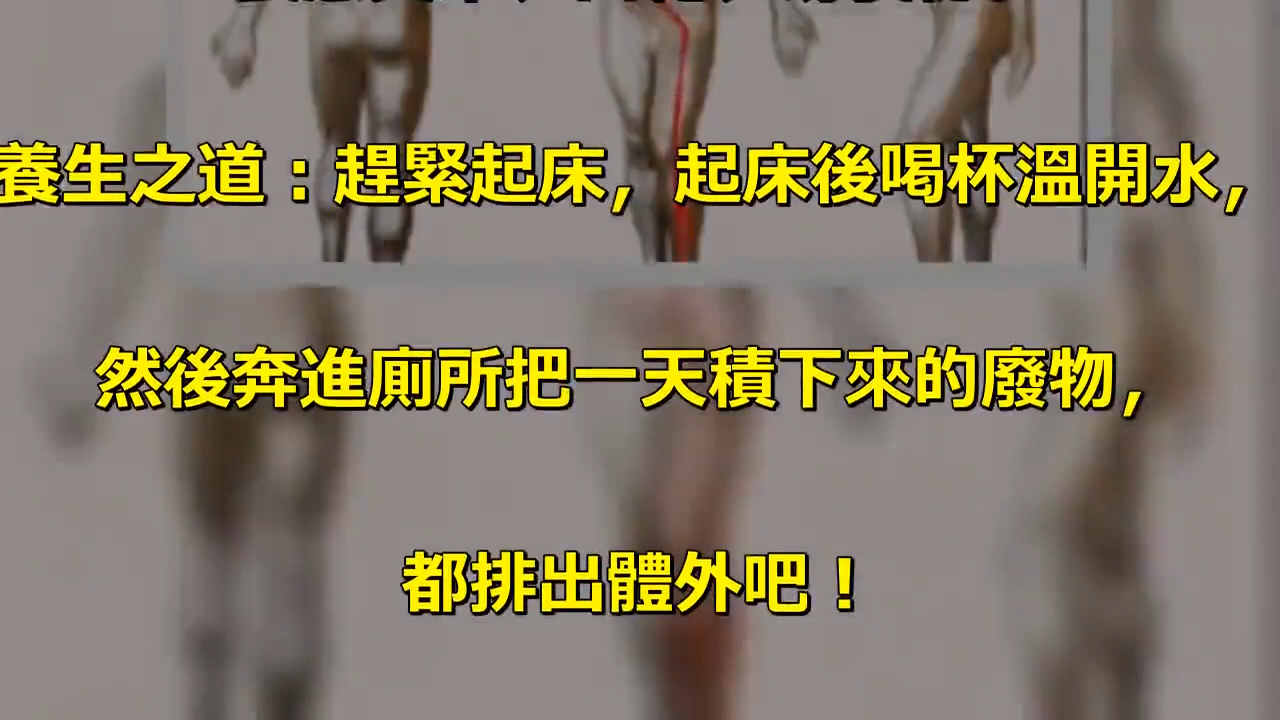 養生之道：趕緊起床，起床後喝杯溫開水，
然後奔進廁所把一天積下來的廢物，
都排出體外吧！